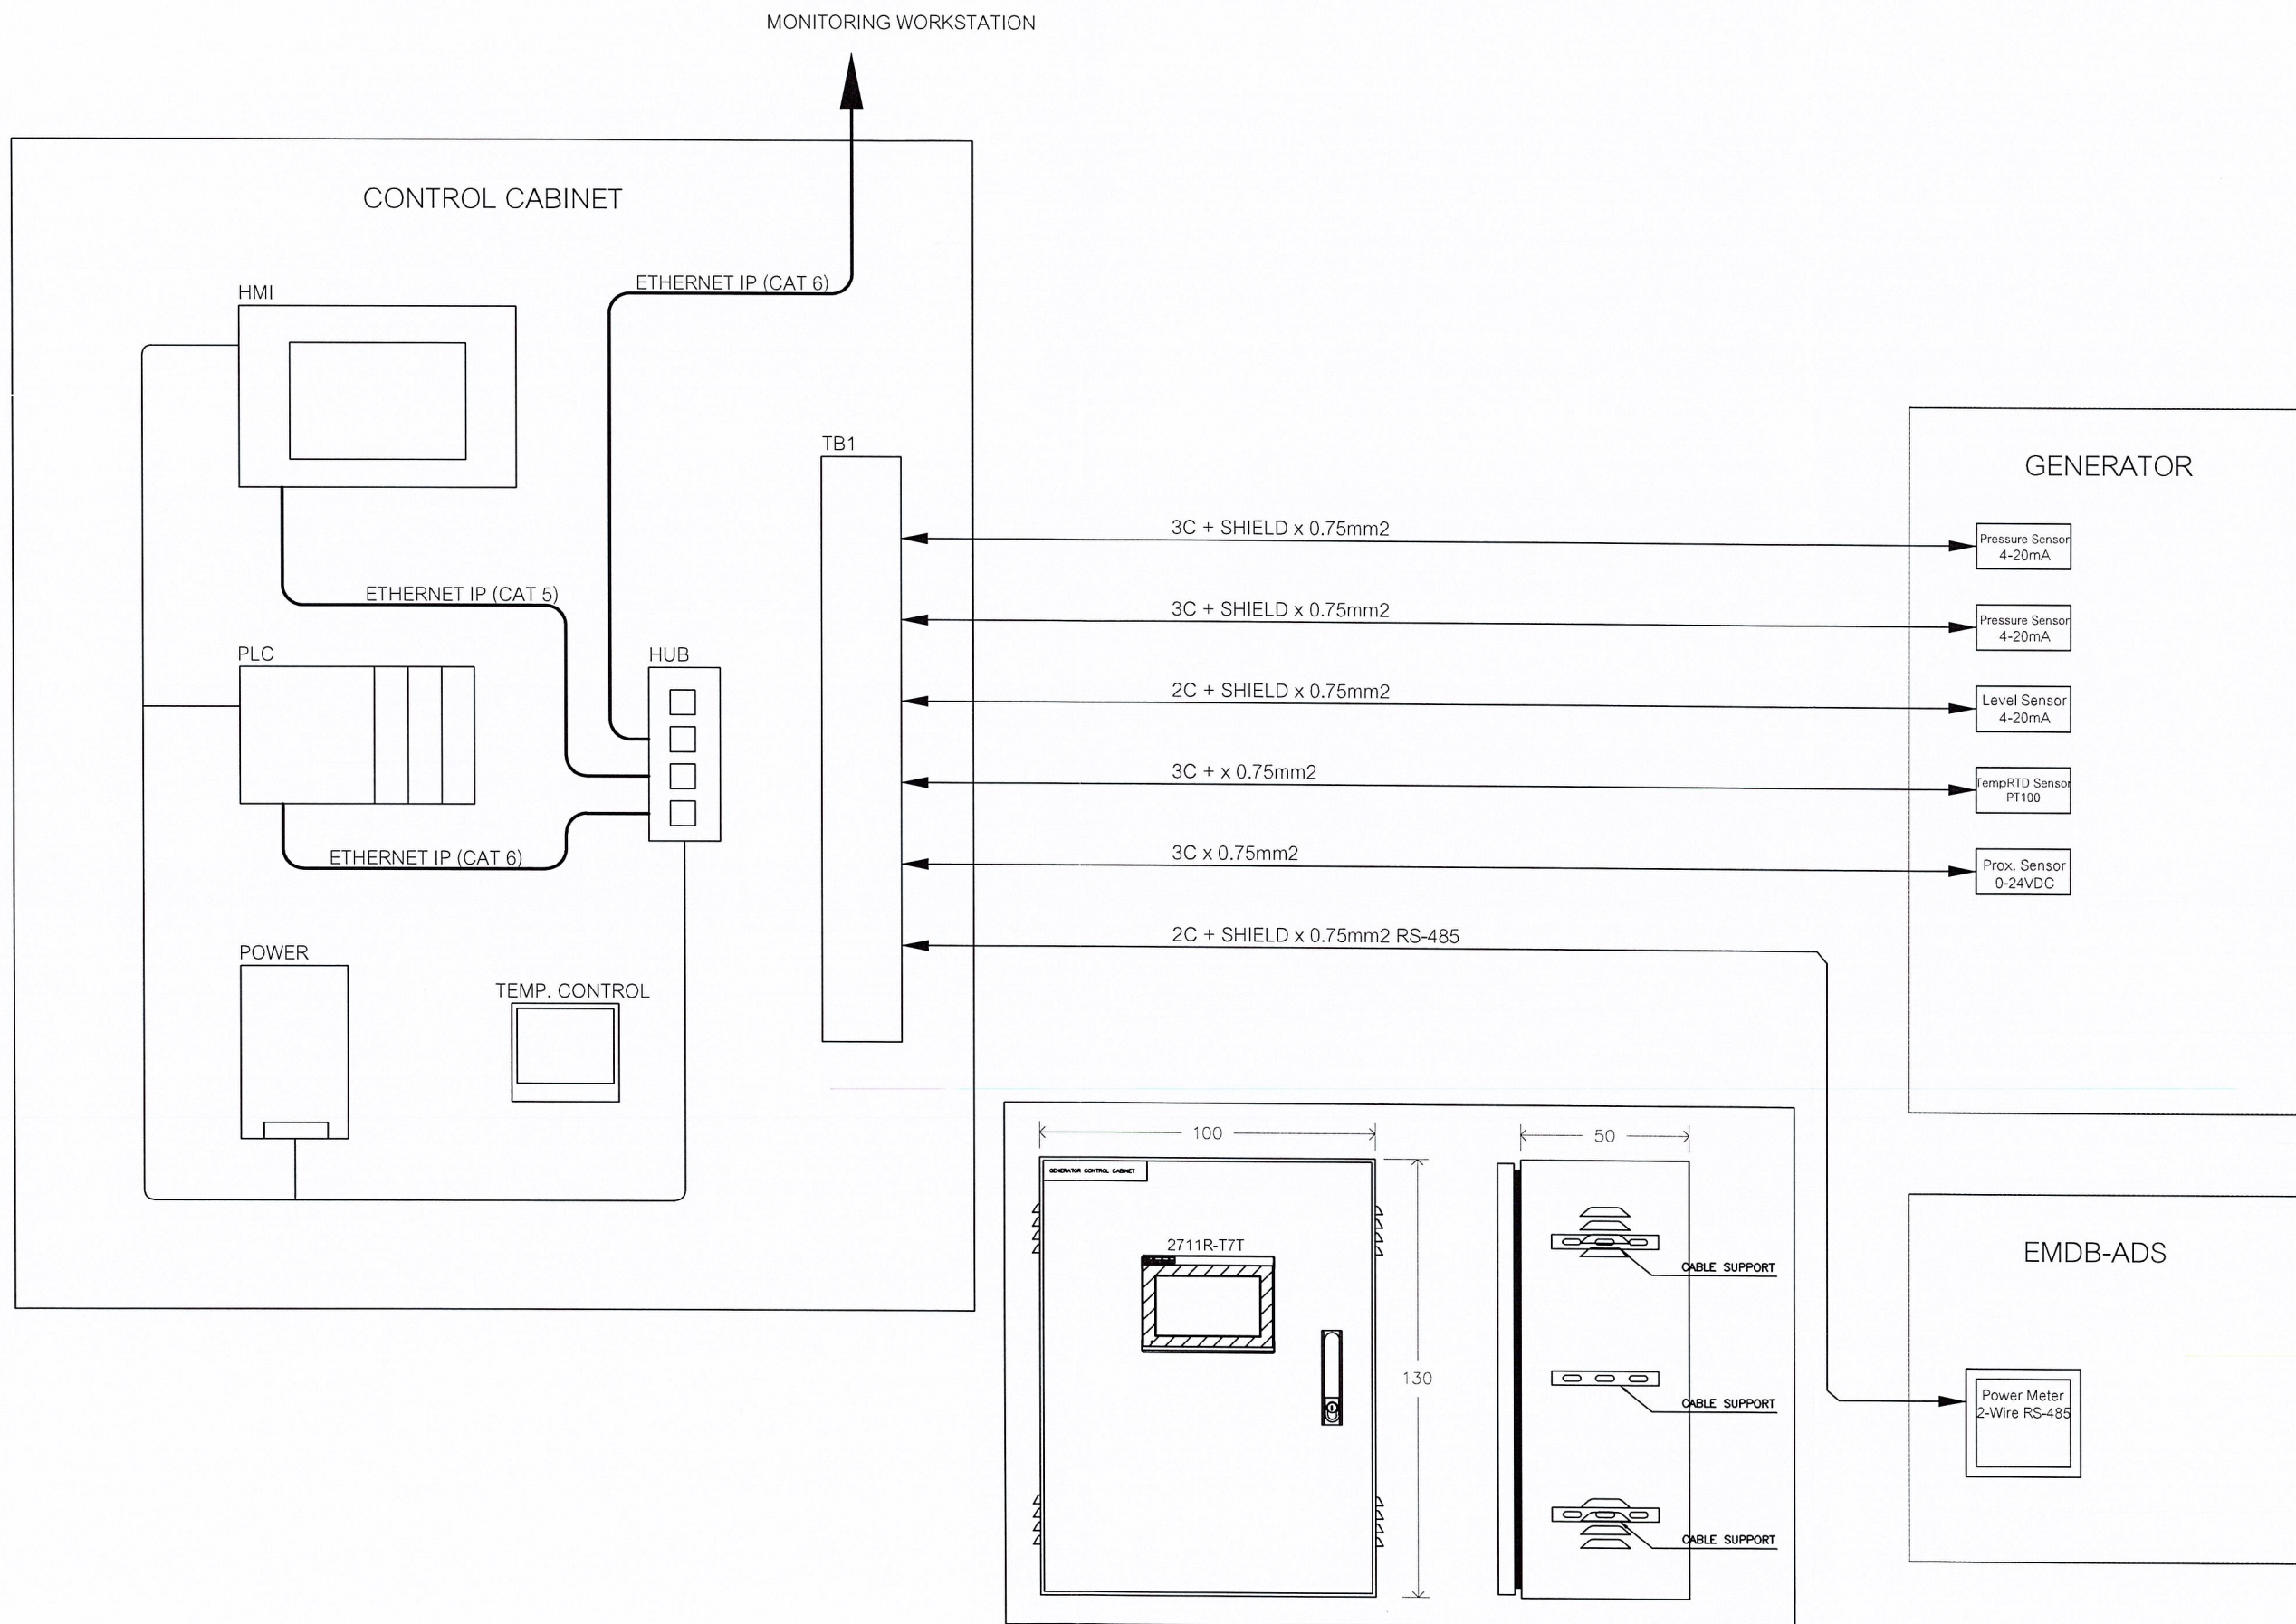 MONITORING WORKSTATION
CONTROL CABINET
ETHERNET IP (CAT 6)
HMI
TB1
GENERATOR
3C + SHIELD x 0.75mm2
Pressure Sensor
4-20mA
ETHERNET IP (CAT 5)
3C + SHIELD x 0.75mm2
Pressure Sensor
4-20mA
PLC
HUB
2C + SHIELD x 0.75mm2
Level Sensor
4-20mA
3C + x 0.75mm2
TempRTD Sensor
PT100
ETHERNET IP (CAT 6)
3C x 0.75mm2
Prox. Sensor
0-24VDC
2C + SHIELD x 0.75mm2 RS-485
POWER
TEMP. CONTROL
100
50
GENERATOR CONTROL CABINET
2711R-T7T
CABLE SUPPORT
EMDB-ADS
130
CABLE SUPPORT
Power Meter
2-Wire RS-485
CABLE SUPPORT